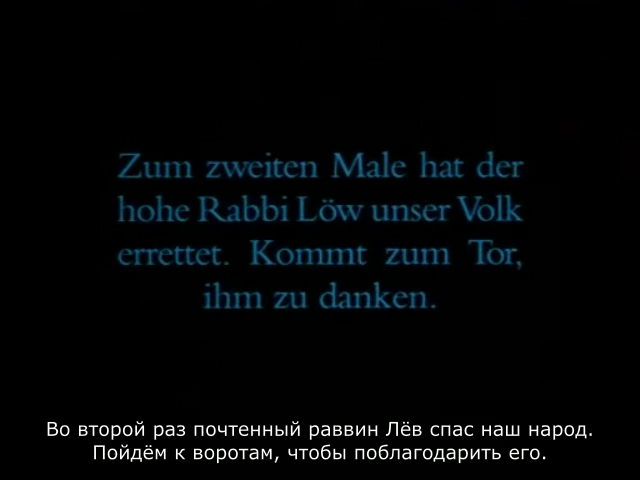 Zum zweiten Male hat der
hohe Rabbi Löw unser Volk
errettet. Kommt zum Tor,
ihm zu danken.
Во второй раз почтенный раввин Лёв спас наш народ.
Пойдём к воротам, чтобы поблагодарить его.